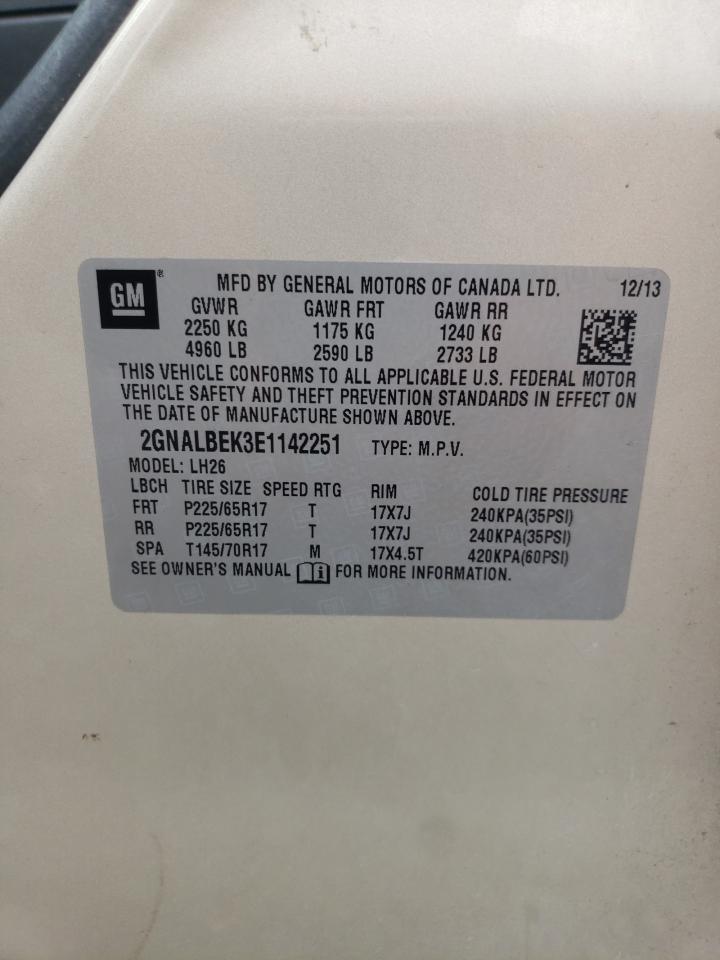 GM®
MFD BY GENERAL MOTORS OF CANADA LTD. 12/13
GVWR GAWR FRT GAWR RR
2250 KG 1175 KG 1240 KG
4960 LB 2590 LB 2733 LB
THIS VEHICLE CONFORMS TO ALL APPLICABLE U.S. FEDERAL MOTOR
VEHICLE SAFETY AND THEFT PREVENTION STANDARDS IN EFFECT ON
THE DATE OF MANUFACTURE SHOWN ABOVE.
2GNALBEK3E1142251 TYPE: M.P.V.
MODEL: LH26
LBCH TIRE SIZE SPEED RTG RIM COLD TIRE PRESSURE
FRT P225/65R17 T 17X7J 240KPA(35PSI)
RR P225/65R17 T 17X7J 240KPA(35PSI)
SPA T145/70R17 M 17X4.5T 420KPA(60PSI)
SEE OWNER'S MANUAL i FOR MORE INFORMATION.